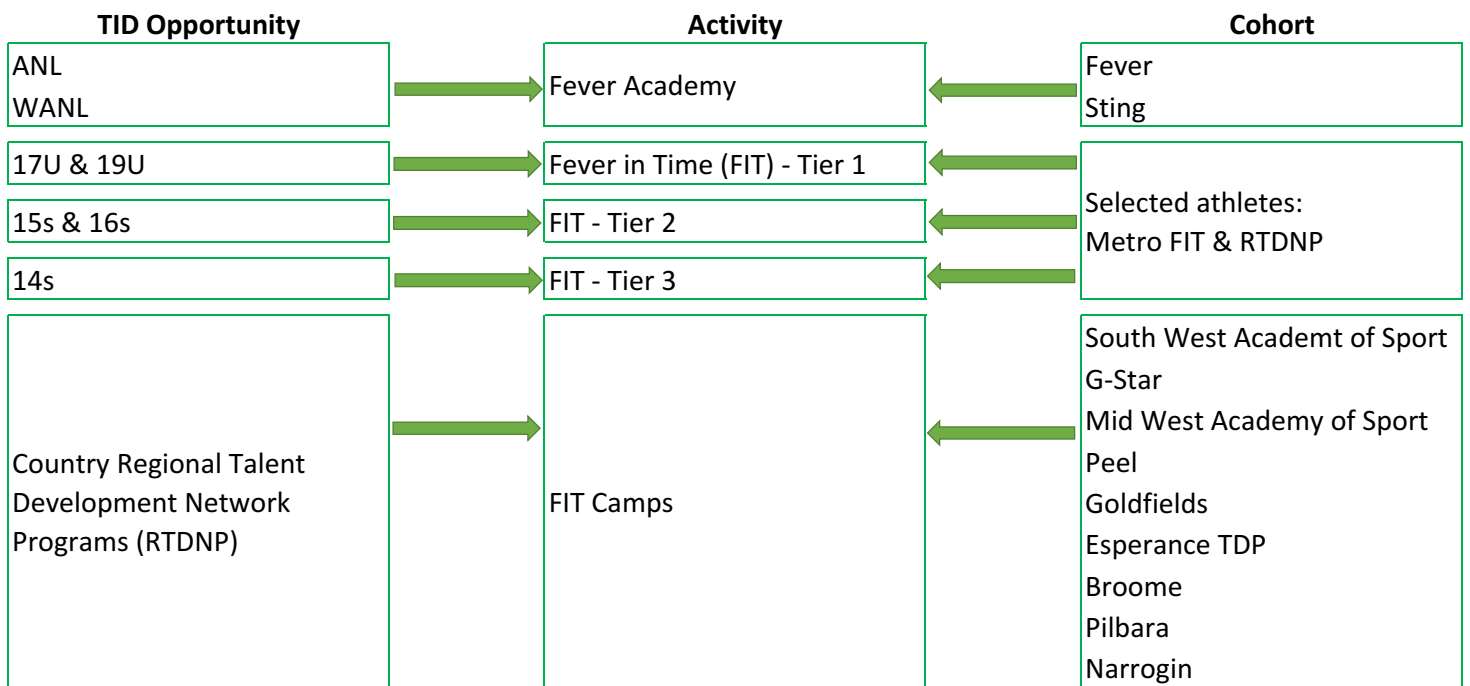 TID Opportunity
Activity
Cohort
ANL
WANL
Fever Academy
Fever
Sting
17U & 19U
Fever in Time (FIT) - Tier 1
15s & 16s
FIT - Tier 2
14s
FIT - Tier 3
Selected athletes:
Metro FIT & RTDNP
Country Regional Talent
Development Network
Programs (RTDNP)
FIT Camps
South West Academt of Sport
G-Star
Mid West Academy of Sport
Peel
Goldfields
Esperance TDP
Broome
Pilbara
Narrogin